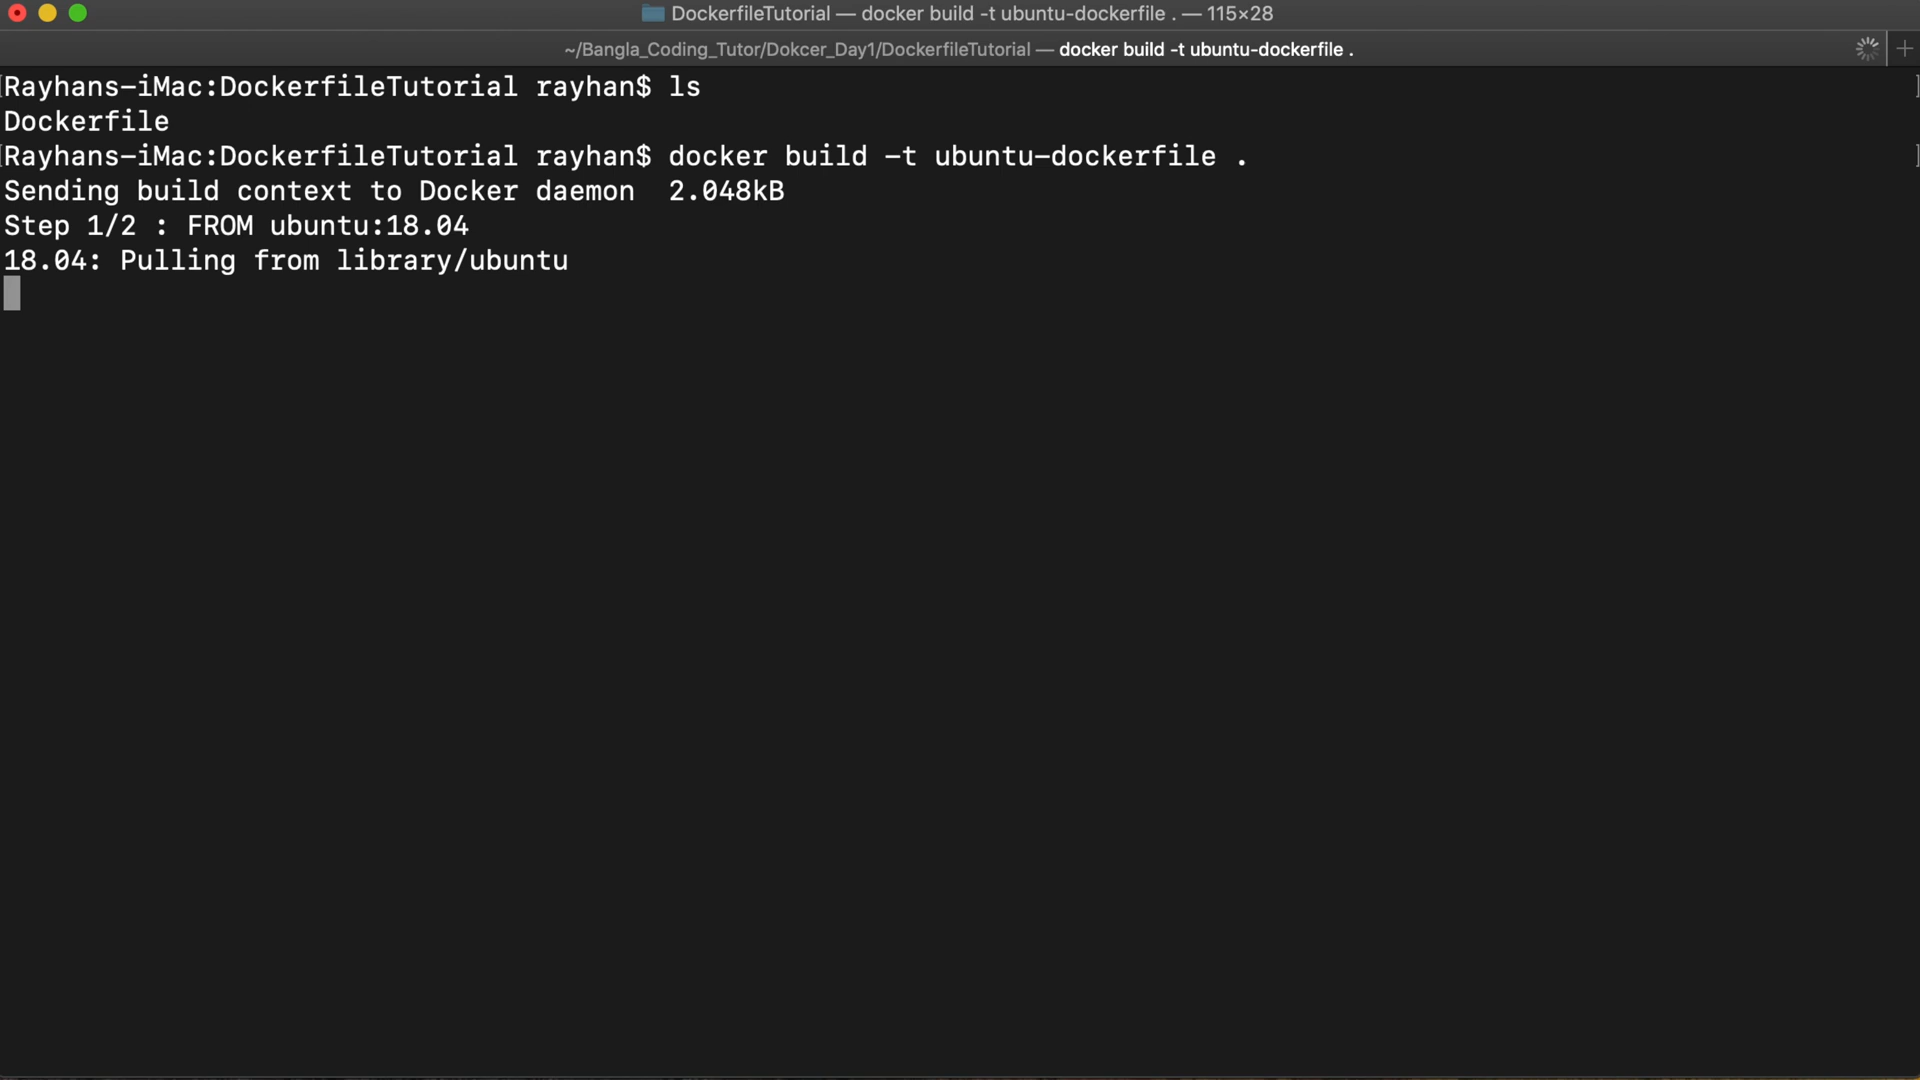 DockerfileTutorial — docker build -t ubuntu-dockerfile . — 115×28
~/Bangla_Coding_Tutor/Dokcer_Day1/DockerfileTutorial — docker build -t ubuntu-dockerfile .
[Rayhans-iMac:DockerfileTutorial rayhan$ ls ]
Dockerfile
[Rayhans-iMac:DockerfileTutorial rayhan$ docker build -t ubuntu-dockerfile . ]
Sending build context to Docker daemon  2.048kB
Step 1/2 : FROM ubuntu:18.04
18.04: Pulling from library/ubuntu